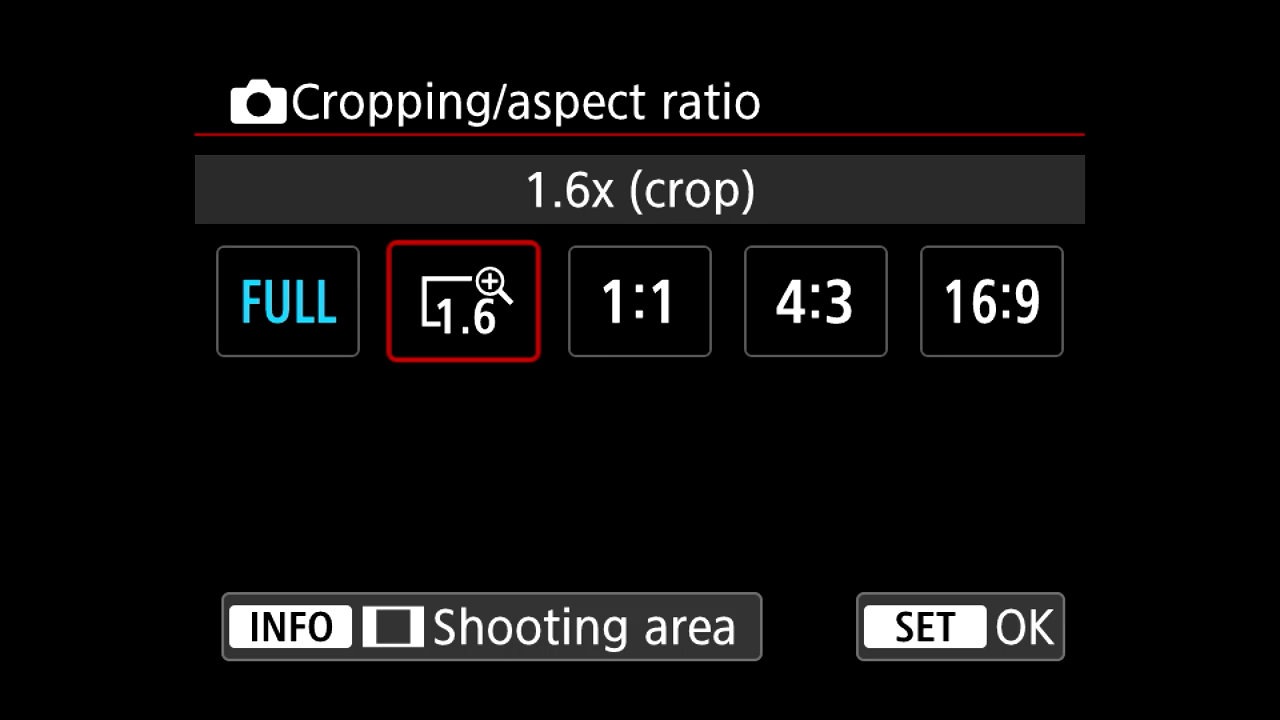 Cropping/aspect ratio
1.6x (crop)
FULL 1.6 1:1 4:3 16:9
INFO Shooting area SET OK